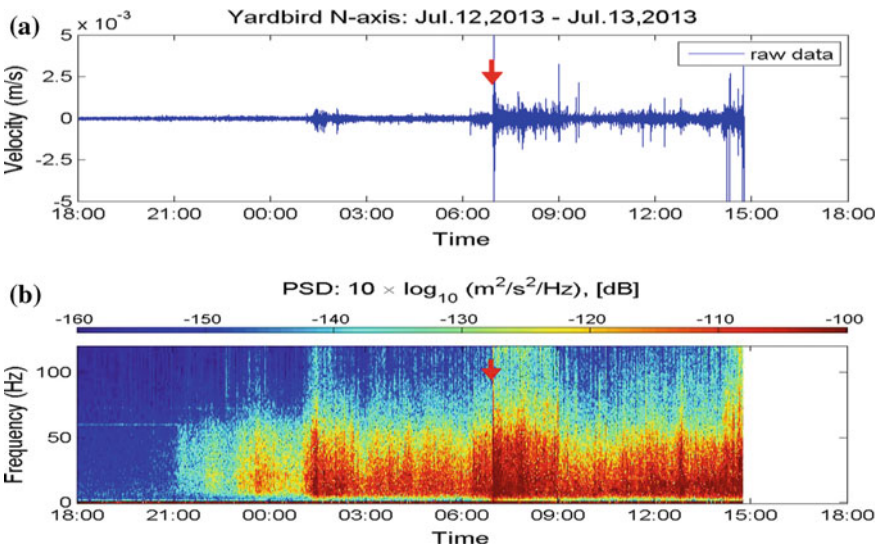 (a)
Yardbird N-axis: Jul.12,2013 - Jul.13,2013
5 × 10⁻³
raw data
Velocity (m/s)
2.5
0
-2.5
-5
18:00 21:00 00:00 03:00 06:00 09:00 12:00 15:00 18:00
Time
(b)
PSD: 10 × log₁₀ (m²/s²/Hz), [dB]
-160 -150 -140 -130 -120 -110 -100
Frequency (Hz)
100
50
0
18:00 21:00 00:00 03:00 06:00 09:00 12:00 15:00 18:00
Time